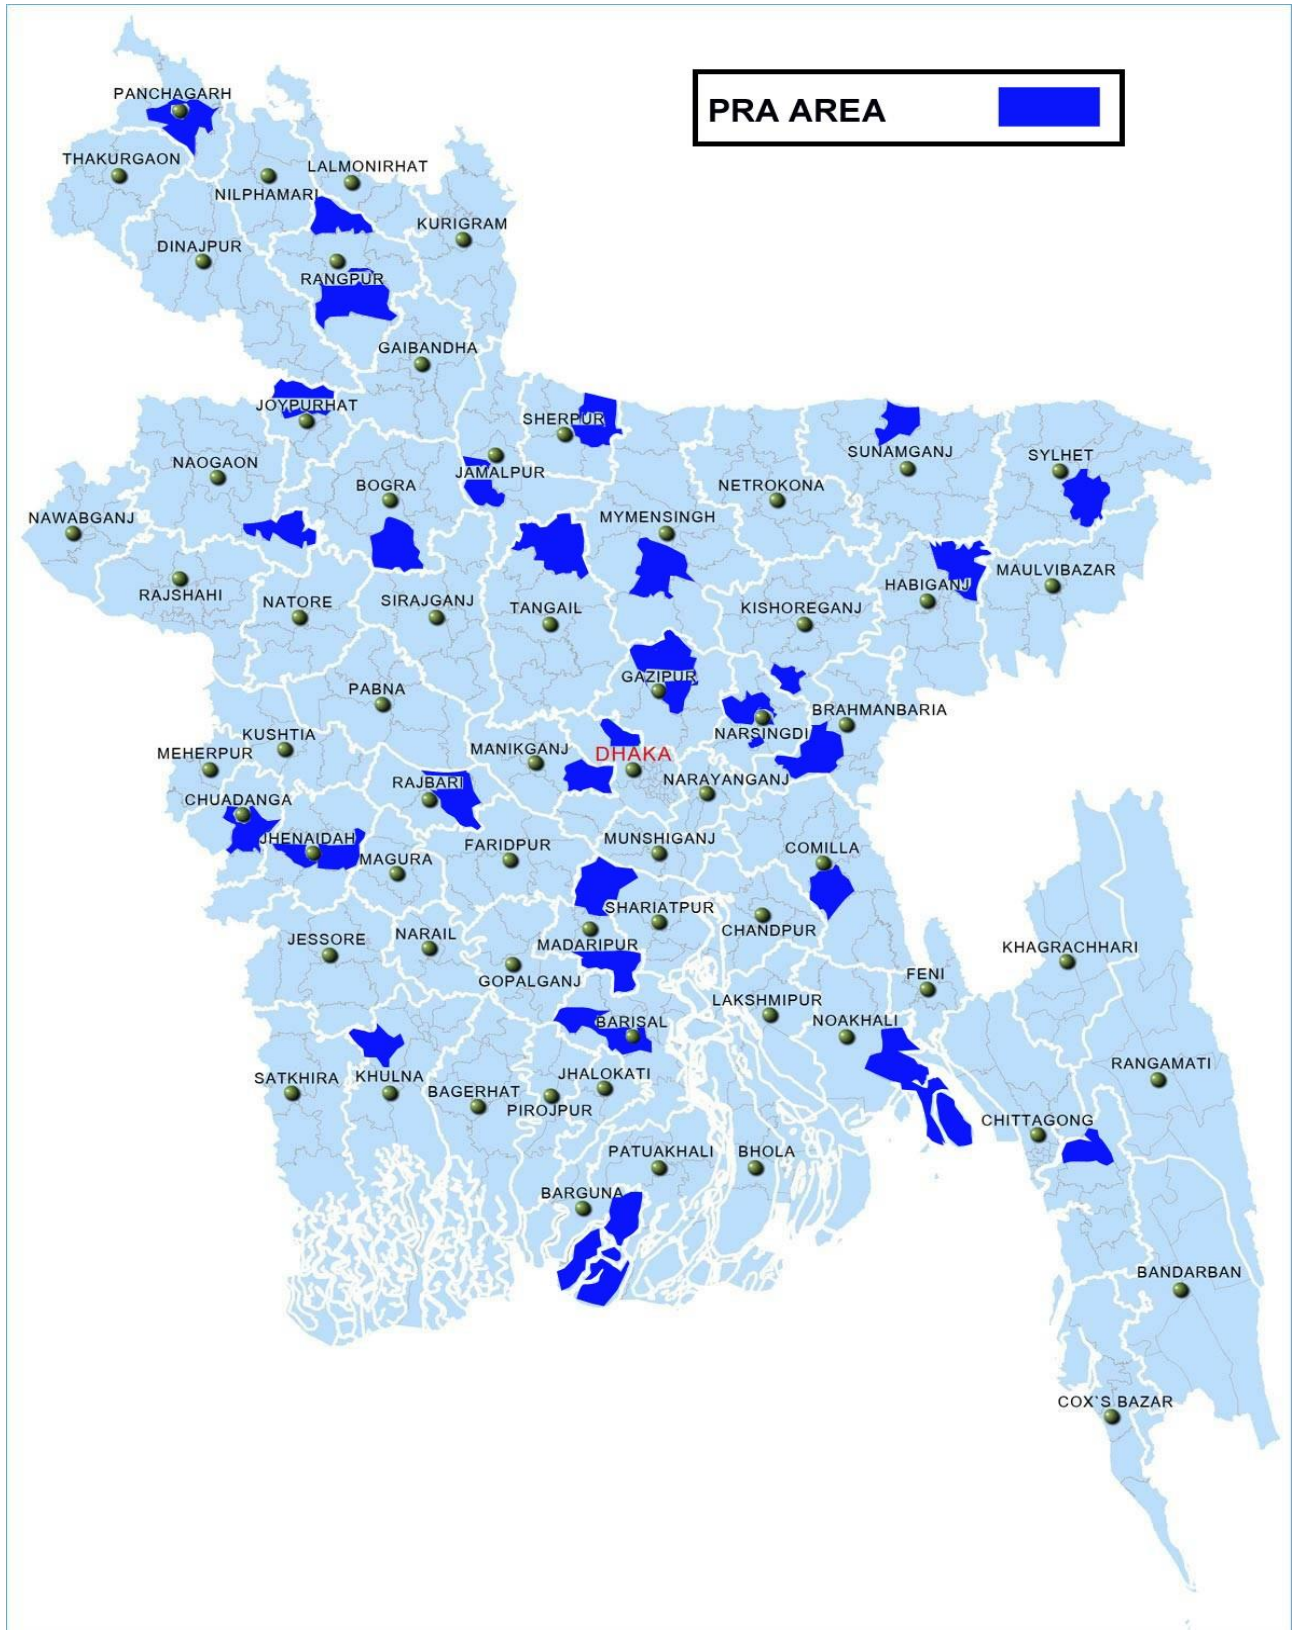 PRA AREA
PANCHAGARH
THAKURGAON
LALMONIRHAT
NILPHAMARI
KURIGRAM
DINAJPUR
RANGPUR
GAIBANDHA
JOYPURHAT
SHERPUR
SUNAMGANJ
SYLHET
NAOGAON
JAMALPUR
BOGRA
NETROKONA
NAWABGANJ
MYMENSINGH
MAULVIBAZAR
HABIGANJ
RAJSHAHI
NATORE
SIRAJGANJ
TANGAIL
KISHOREGANJ
GAZIPUR
PABNA
BRAHMANBARIA
KUSHTIA
NARSINGDI
MEHERPUR
MANIKGANJ
DHAKA
RAJBARI
NARAYANGANJ
CHUADANGA
JHENAIDAH
MAGURA
FARIDPUR
MUNSHIGANJ
COMILLA
SHARIATPUR
JESSORE
NARAIL
MADARIPUR
CHANDPUR
KHAGRACHHARI
GOPALGANJ
FENI
LAKSHMIPUR
BARISAL
NOAKHALI
RANGAMATI
SATKHIRA
KHULNA
JHALOKATI
BAGERHAT
PIROJPUR
CHITTAGONG
PATUAKHALI
BHOLA
BARGUNA
BANDARBAN
COX`S BAZAR